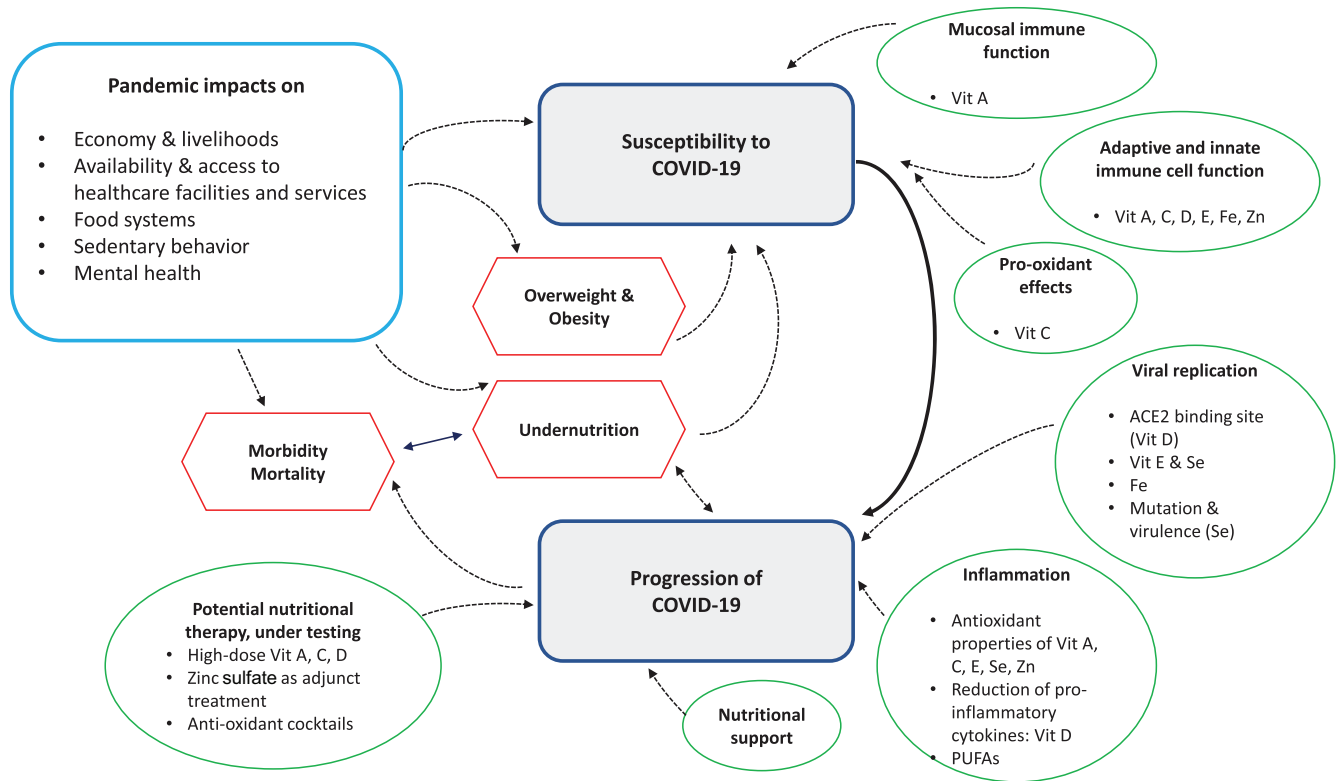 Pandemic impacts on
• Economy & livelihoods
• Availability & access to
healthcare facilities and services
• Food systems
• Sedentary behavior
• Mental health
Susceptibility to
COVID-19
Mucosal immune
function
• Vit A
Adaptive and innate
immune cell function
• Vit A, C, D, E, Fe, Zn
Pro-oxidant
effects
• Vit C
Overweight &
Obesity
Undernutrition
Morbidity
Mortality
Viral replication
• ACE2 binding site
(Vit D)
• Vit E & Se
• Fe
• Mutation &
virulence (Se)
Progression of
COVID-19
Inflammation
• Antioxidant
properties of Vit A,
C, E, Se, Zn
• Reduction of pro-
inflammatory
cytokines: Vit D
• PUFAs
Potential nutritional
therapy, under testing
• High-dose Vit A, C, D
• Zinc sulfate as adjunct
treatment
• Anti-oxidant cocktails
Nutritional
support